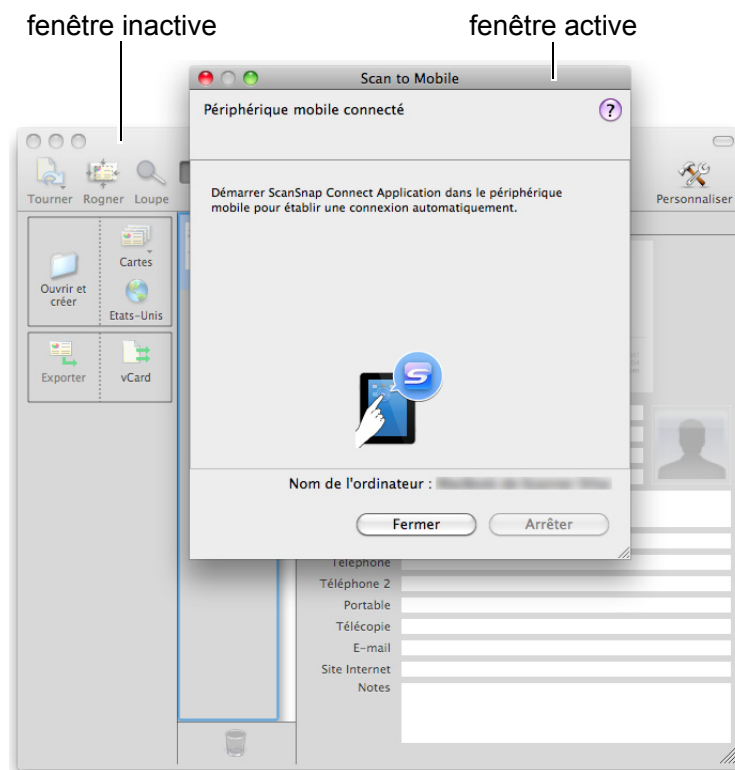 fenêtre inactive
fenêtre active
Scan to Mobile
Périphérique mobile connecté
?
Démarrer ScanSnap Connect Application dans le périphérique
mobile pour établir une connexion automatiquement.
S
Nom de l'ordinateur :
Fermer
Arrêter
Tourner
Rogner
Loupe
Personnaliser
Ouvrir et
créer
Cartes
Etats-Unis
Exporter
vCard
Téléphone
Téléphone 2
Portable
Télécopie
E-mail
Site Internet
Notes